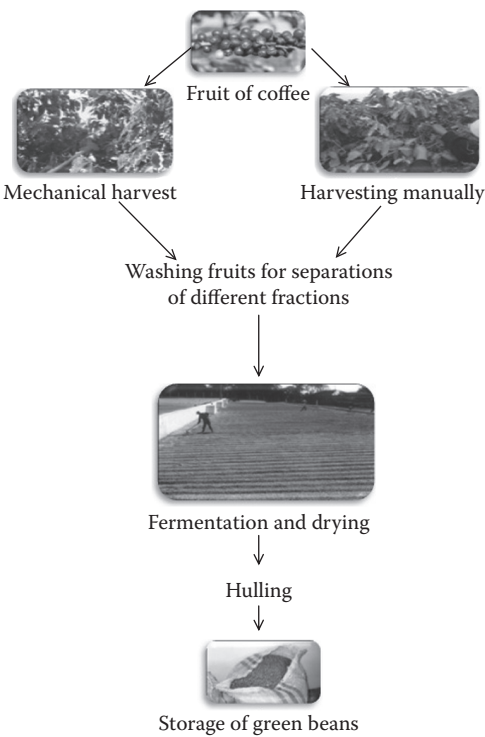 Fruit of coffee
Mechanical harvest
Harvesting manually
Washing fruits for separations
of different fractions
Fermentation and drying
Hulling
Storage of green beans